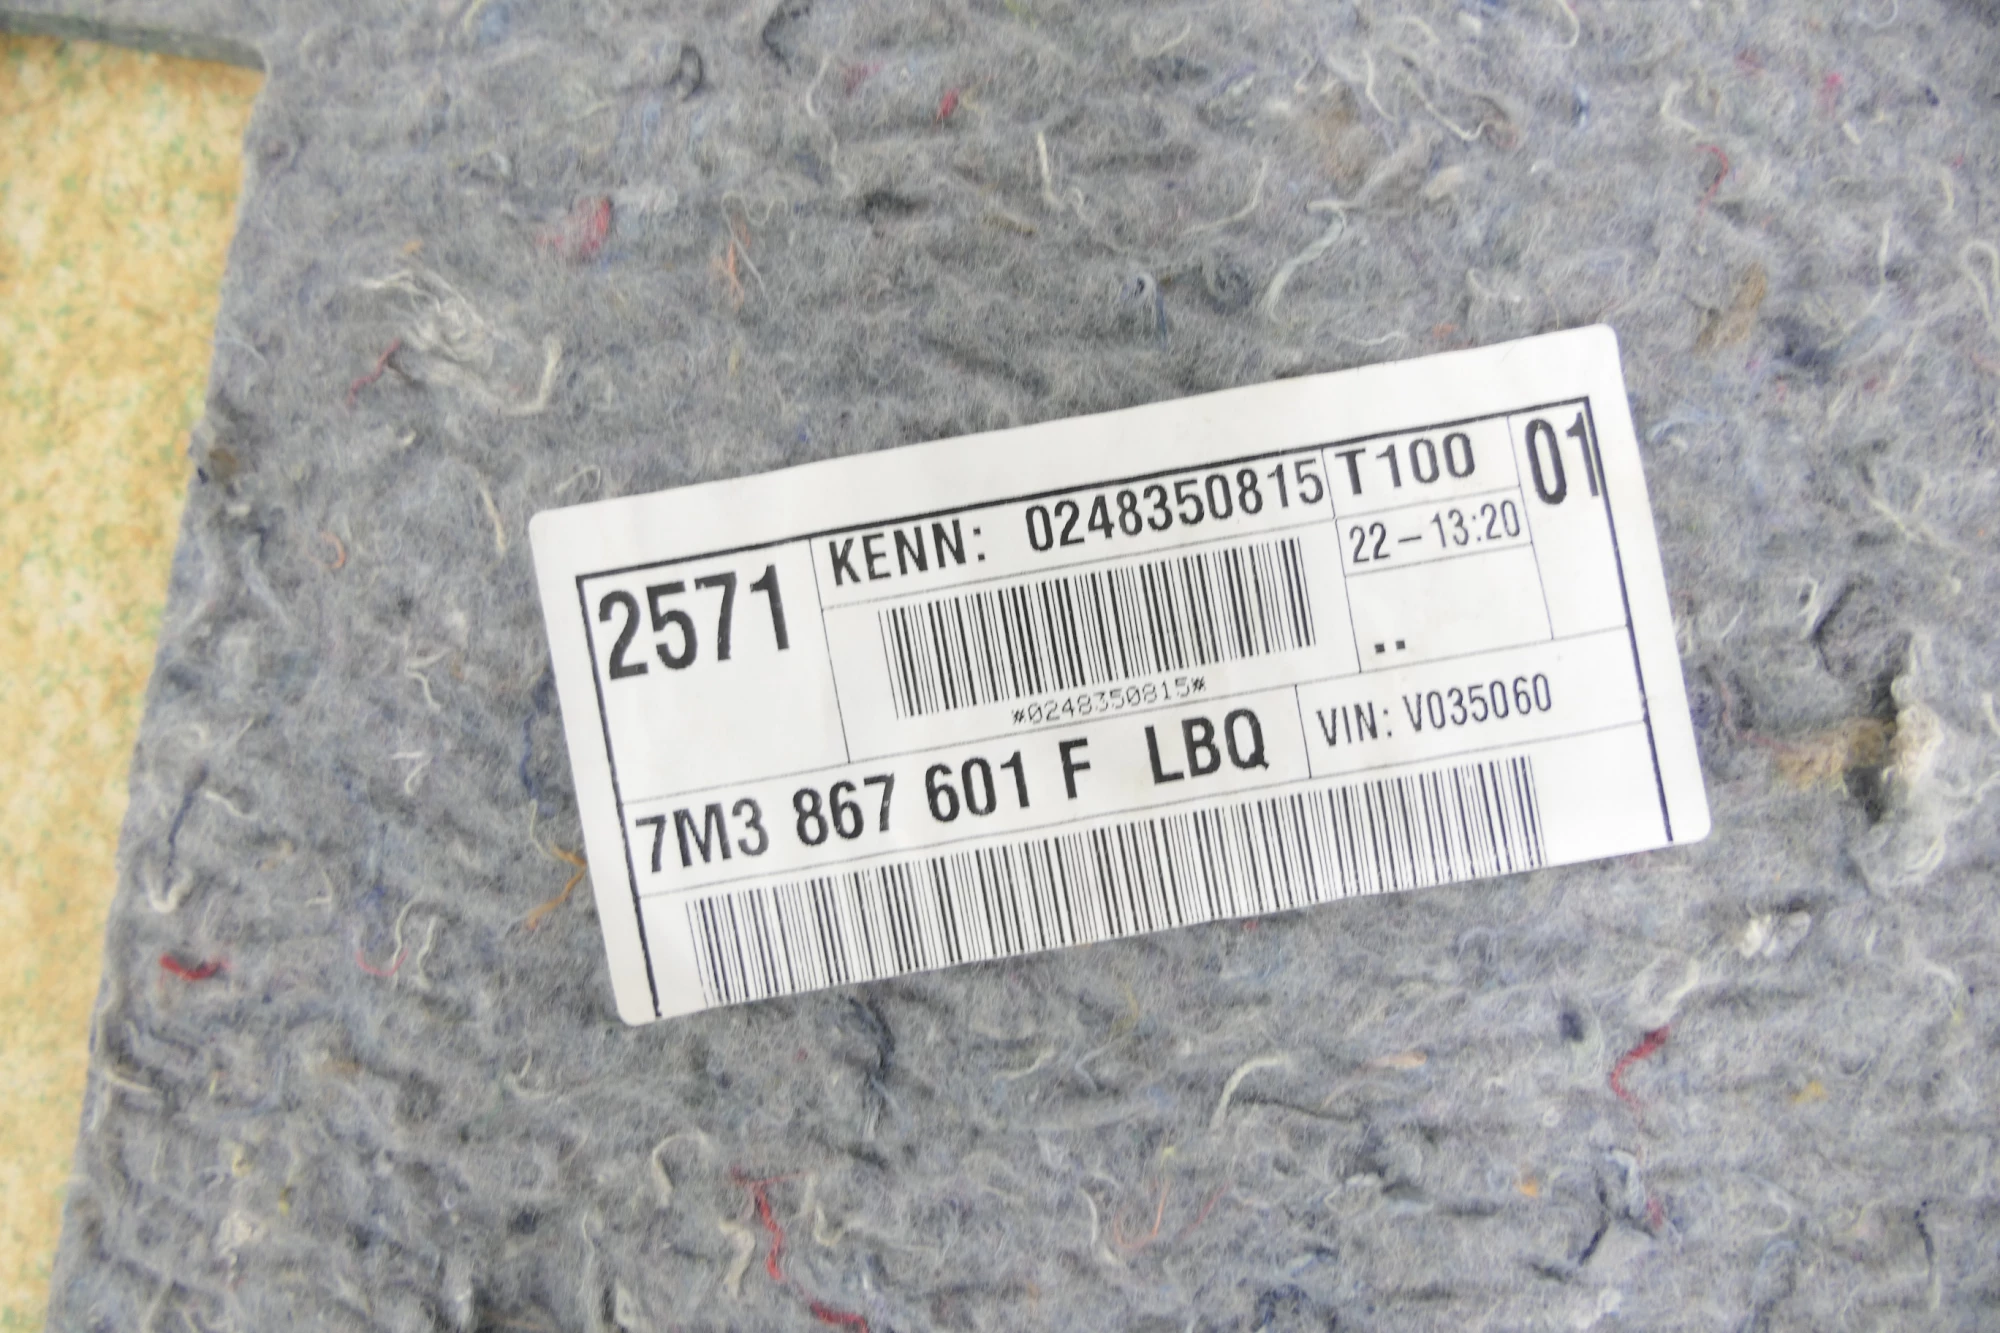 2571
KENN: 0248350815
T100
01
22-13:20
..
*0248350815*
7M3 867 601 F LBQ
VIN: V035060